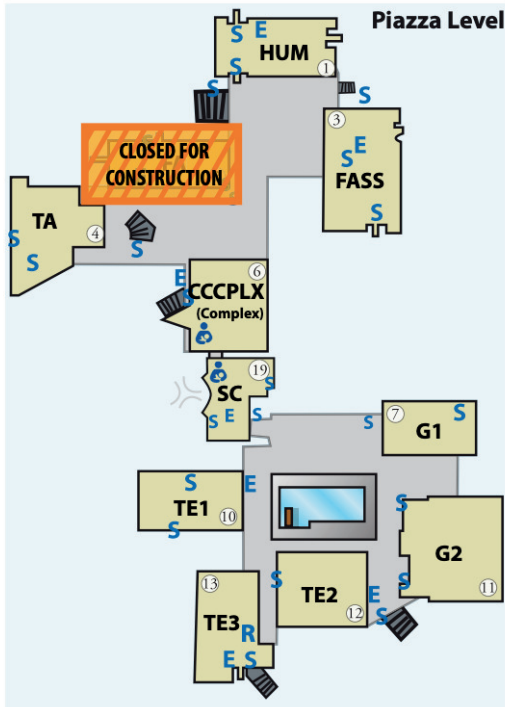 Piazza Level
S E
HUM
S
1
S
S
3
CLOSED FOR
CONSTRUCTION
E
S
FASS
S
TA
4
S
S
S
6
E
CCCPLX
S
(Complex)
19
S
SC
S E S
7
S
S
G1
S
TE1
10
S
E
S
G2
S
11
13
S
TE2
12
E
S
TE3
R
E S